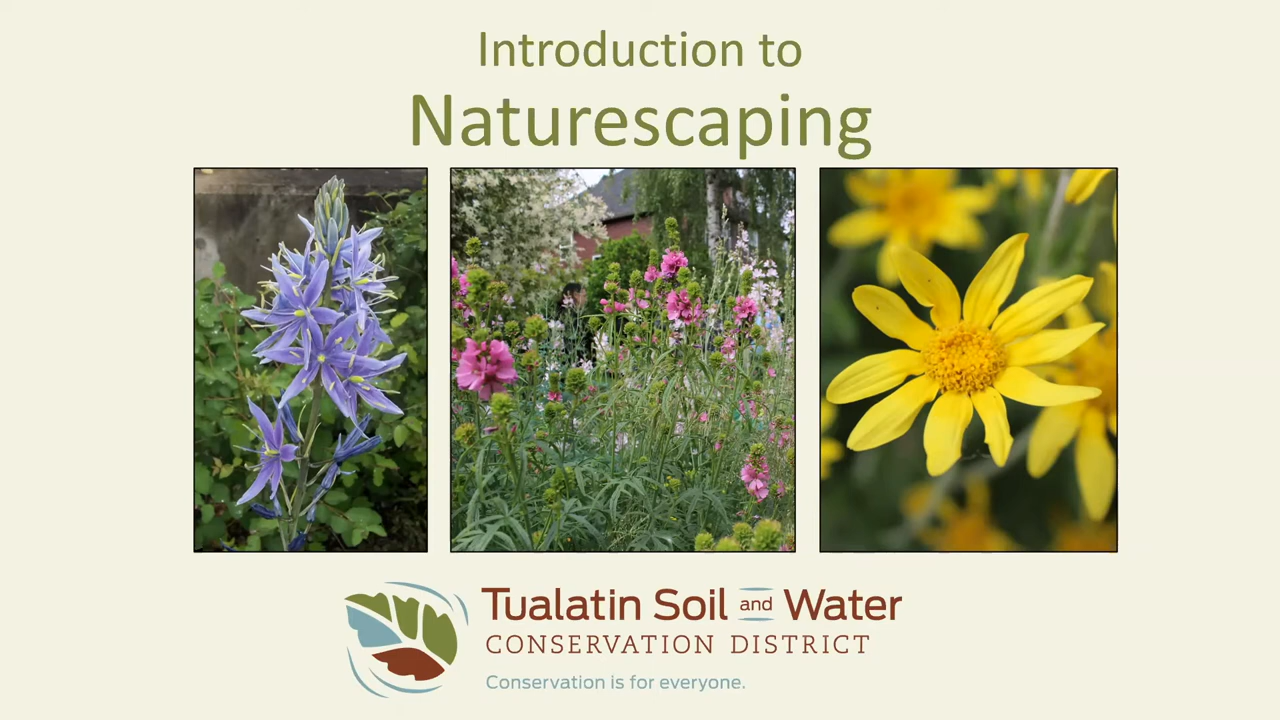 Introduction to
Naturescaping
Tualatin Soil and Water
CONSERVATION DISTRICT
Conservation is for everyone.